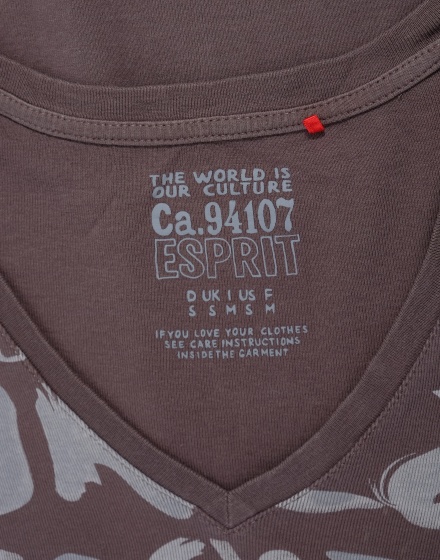 THE WORLD IS
OUR CULTURE
Ca.94107
ESPRIT
D UK I US F
S S M S M
IF YOU LOVE YOUR CLOTHES
SEE CARE INSTRUCTIONS
INSIDE THE GARMENT